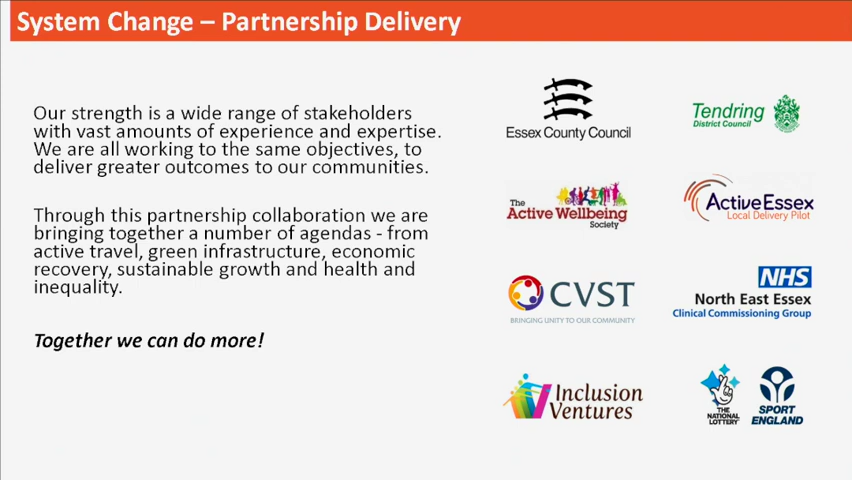 System Change – Partnership Delivery
Our strength is a wide range of stakeholders
with vast amounts of experience and expertise.
We are all working to the same objectives, to
deliver greater outcomes to our communities.
Through this partnership collaboration we are
bringing together a number of agendas - from
active travel, green infrastructure, economic
recovery, sustainable growth and health and
inequality.
Together we can do more!
Essex County Council
Tendring
District Council
The
Active Wellbeing
Society
ActiveEssex
Local Delivery Pilot
CVST
BRINGING UNITY TO OUR COMMUNITY
NHS
North East Essex
Clinical Commissioning Group
Inclusion
Ventures
THE
NATIONAL
LOTTERY
SPORT
ENGLAND